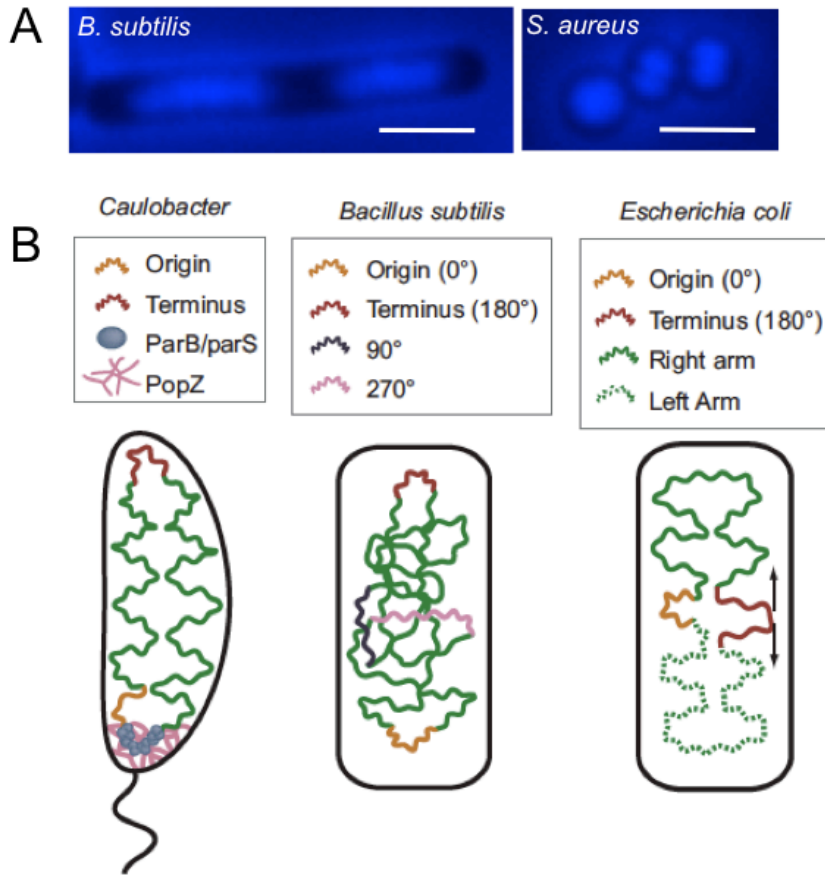 A
B. subtilis
S. aureus
B
Caulobacter
Origin
Terminus
ParB/parS
PopZ
Bacillus subtilis
Origin (0°)
Terminus (180°)
90°
270°
Escherichia coli
Origin (0°)
Terminus (180°)
Right arm
Left Arm